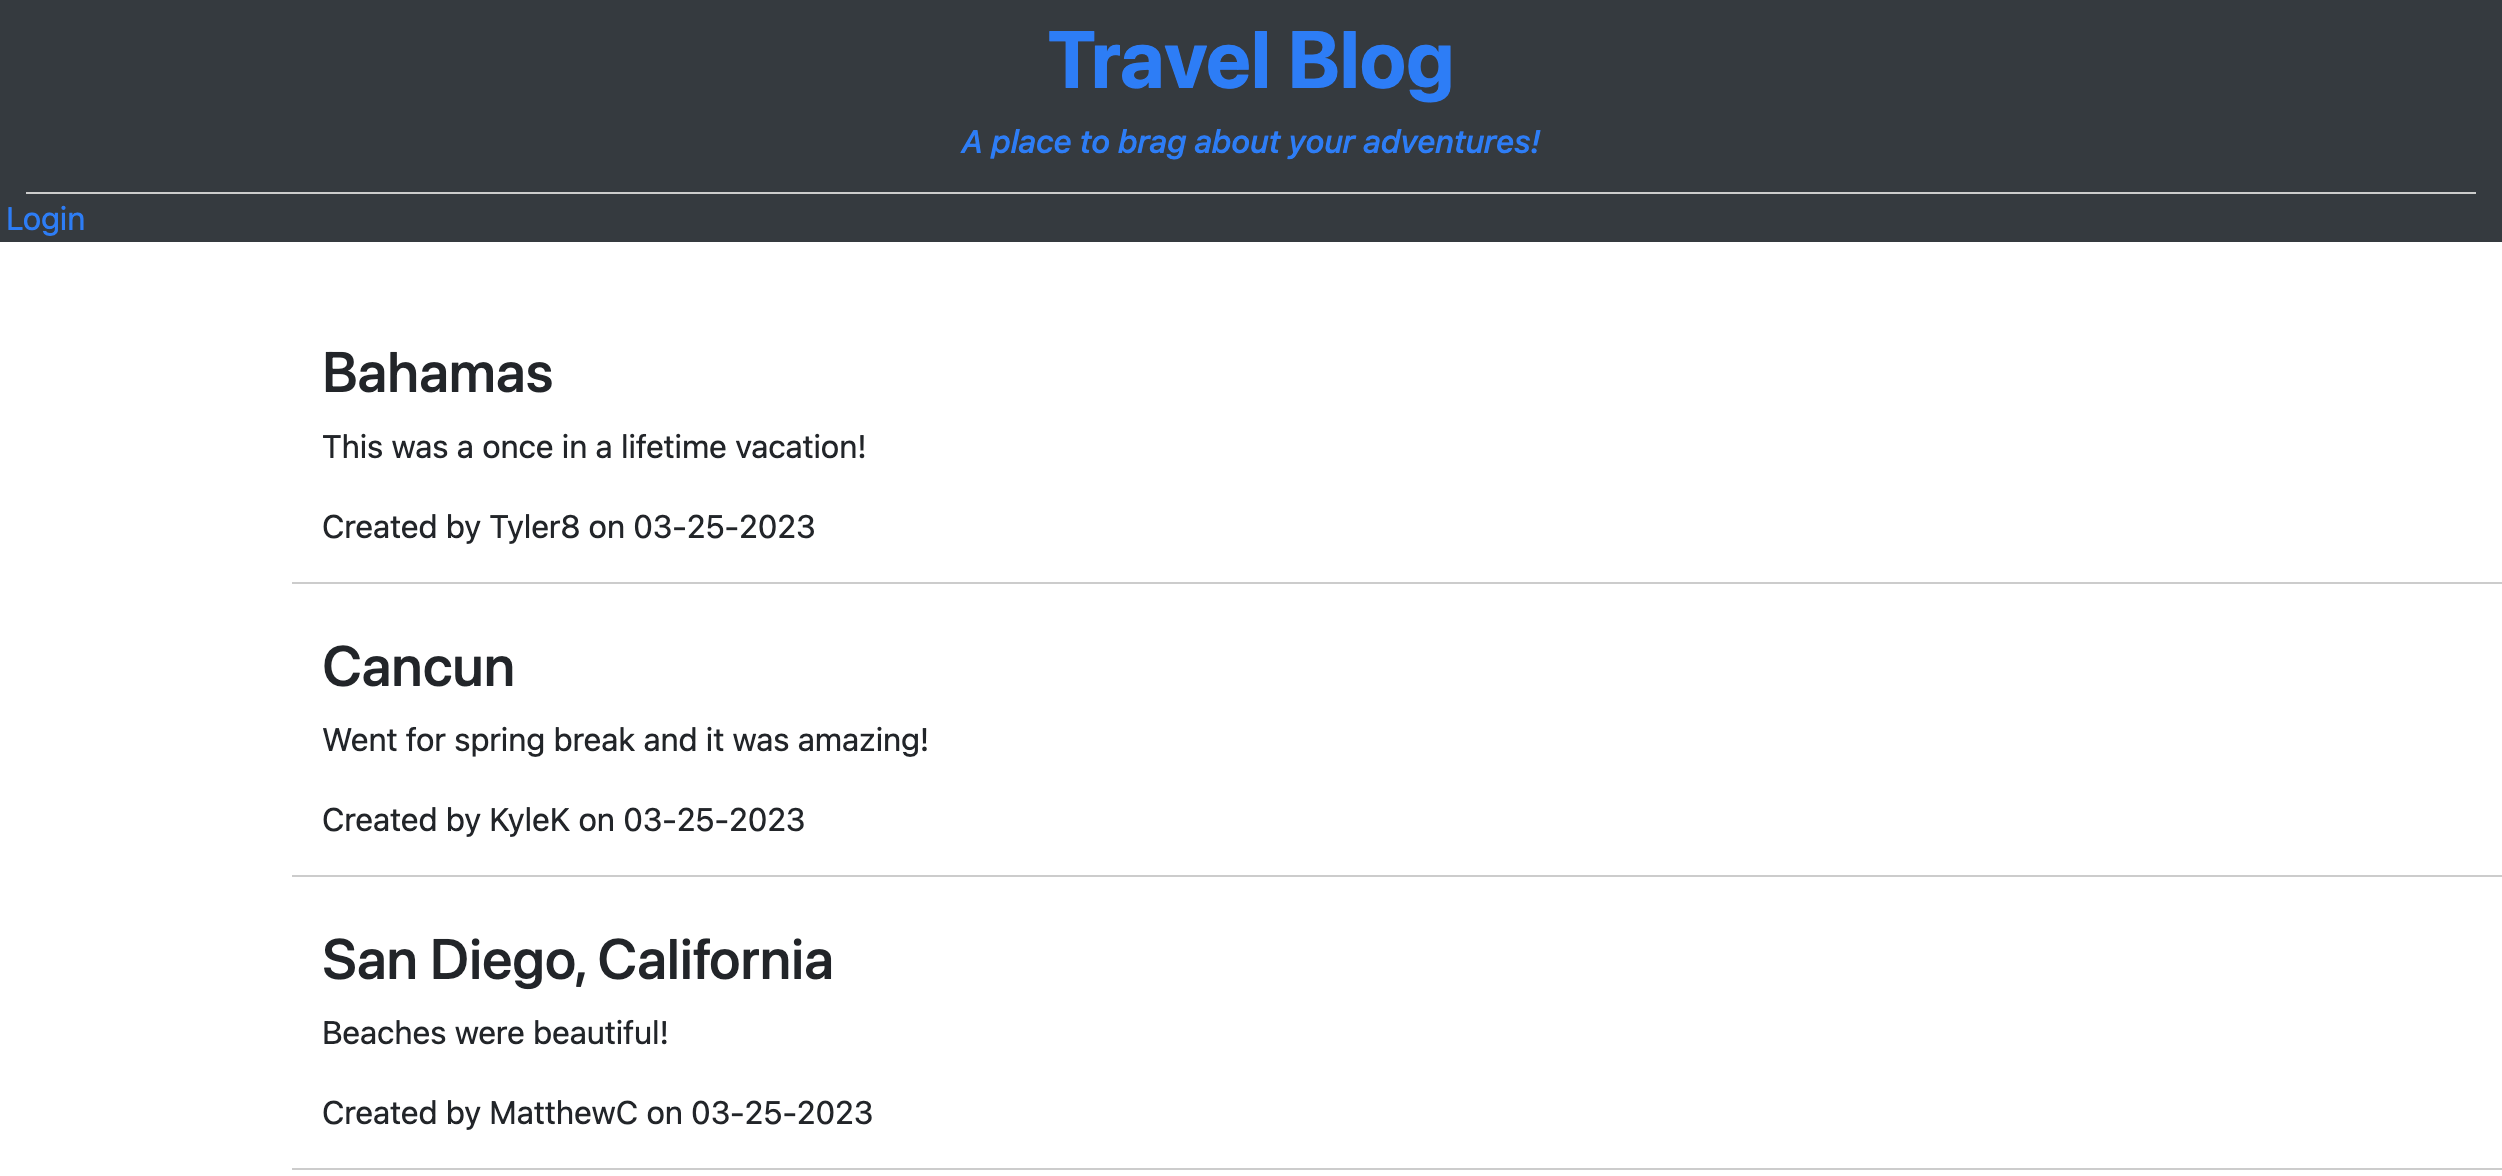 Travel Blog
A place to brag about your adventures!
Login
Bahamas
This was a once in a lifetime vacation!
Created by Tyler8 on 03-25-2023
Cancun
Went for spring break and it was amazing!
Created by KyleK on 03-25-2023
San Diego, California
Beaches were beautiful!
Created by MatthewC on 03-25-2023